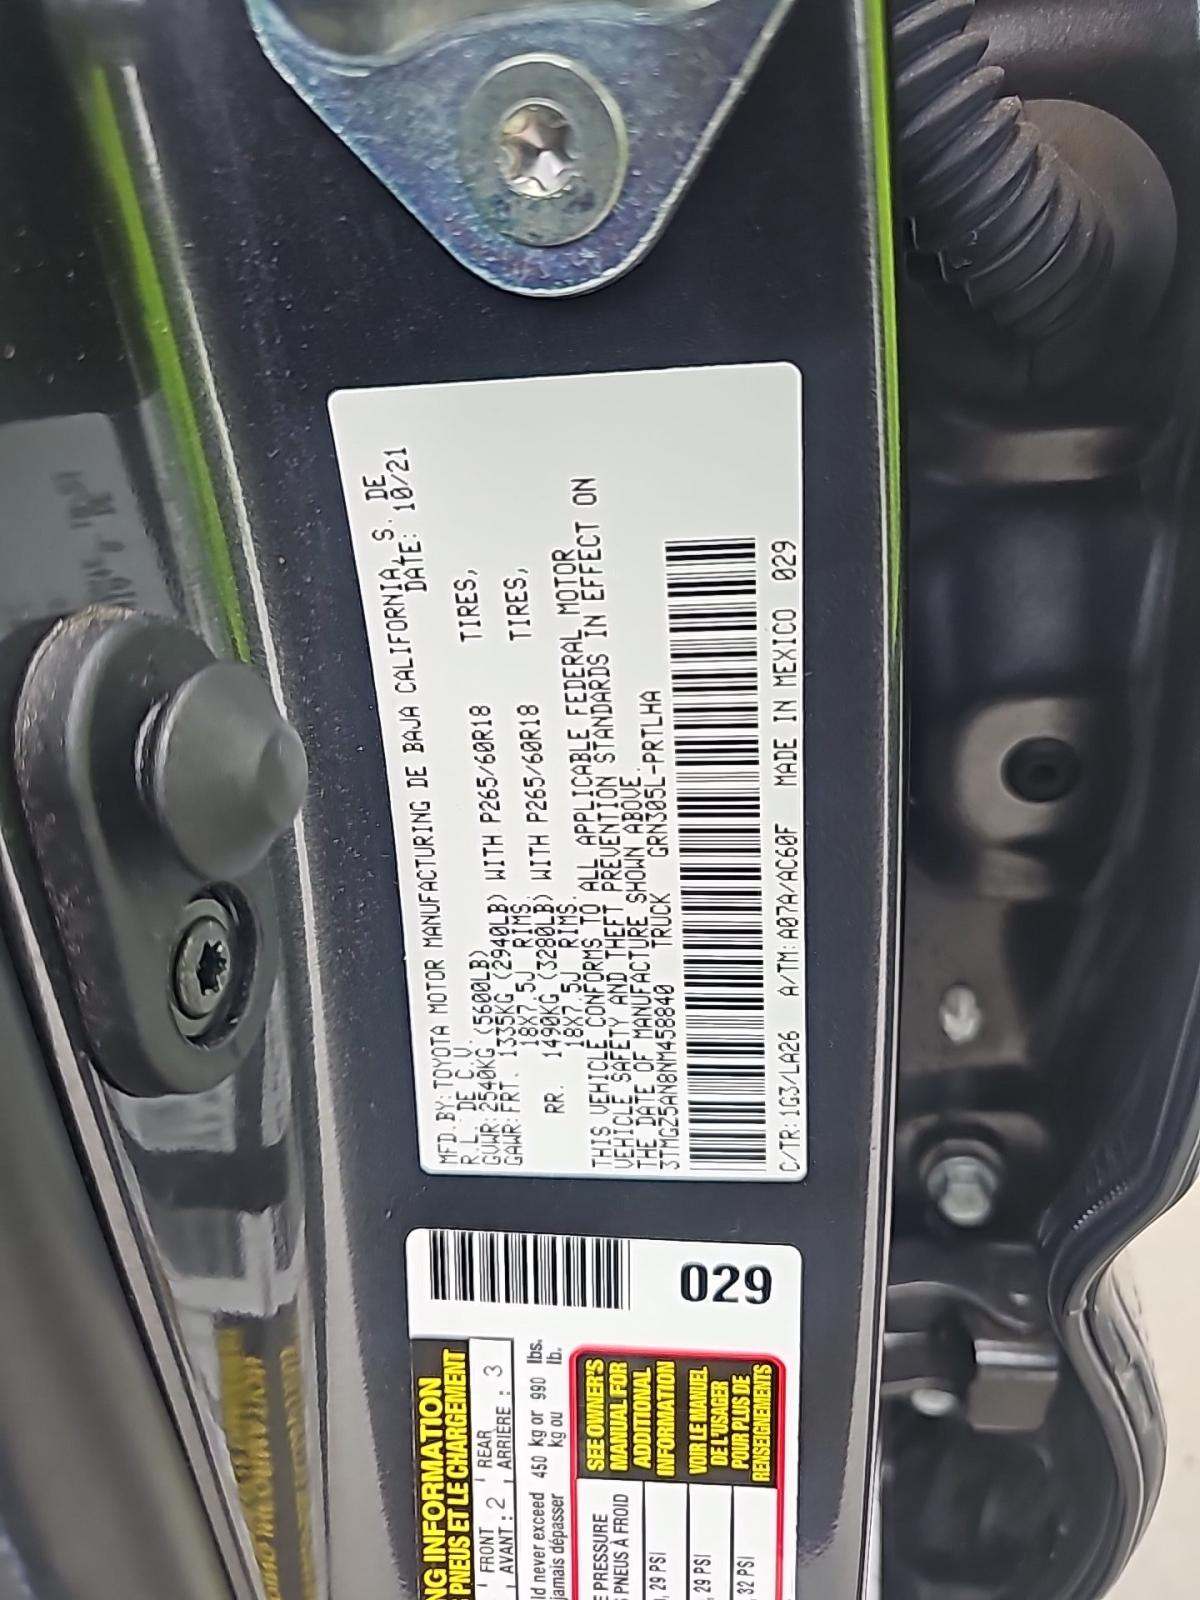 MFD.BY:TOYOTA MOTOR MANUFACTURING DE BAJA CALIFORNIA, S. DE
R.L. DE C.V. DATE: 10/21
GVWR:2540KG (5600LB)
GAWR:FRT. 1335KG (2940LB) WITH P265/60R18 TIRES,
18X7.5J RIMS.
RR. 1490KG (3280LB) WITH P265/60R18 TIRES,
18X7.5J RIMS.
THIS VEHICLE CONFORMS TO ALL APPLICABLE FEDERAL MOTOR
VEHICLE SAFETY AND THEFT PREVENTION STANDARDS IN EFFECT ON
THE DATE OF MANUFACTURE SHOWN ABOVE.
3TMGZ5AN8NM458840 TRUCK GRN305L-PRTLHA
C/TR:1G3/LA26 A/TM:A07A/AC60F MADE IN MEXICO 029
029
NG INFORMATION
PNEUS ET LE CHARGEMENT
FRONT AVANT : 2 REAR ARRIÈRE : 3
ld never exceed 450 kg or 990 lbs.
jamais dépasser kg ou lb.
E PRESSURE
PNEUS À FROID
, 29 PSI
, 29 PSI
, 32 PSI
SEE OWNER'S
MANUAL FOR
ADDITIONAL
INFORMATION
VOIR LE MANUEL
DE L'USAGER
POUR PLUS DE
RENSEIGNEMENTS